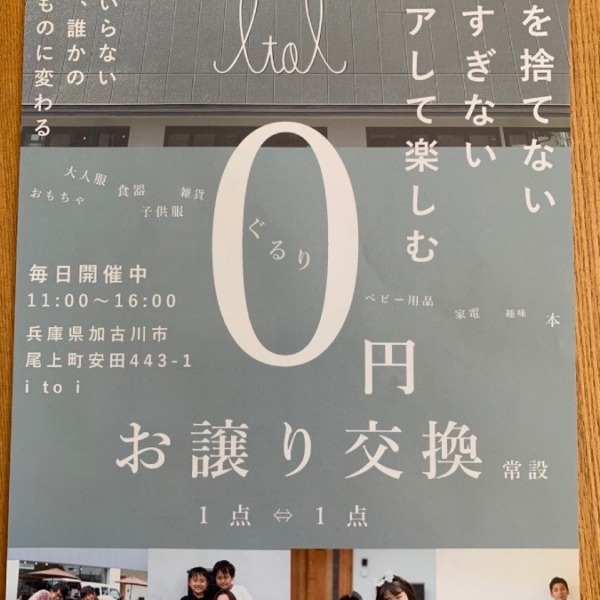 を捨てない
すぎない
アして楽しむ
いらない
、誰かの
ものに変わる
itoi
大人服
おもちゃ
食器
雑貨
子供服
0円
ぐるり
ベビー用品
家電
趣味
本
毎日開催中
11:00〜16:00
兵庫県加古川市
尾上町安田443-1
i to i
お譲り交換 常設
1点 ⇔ 1点